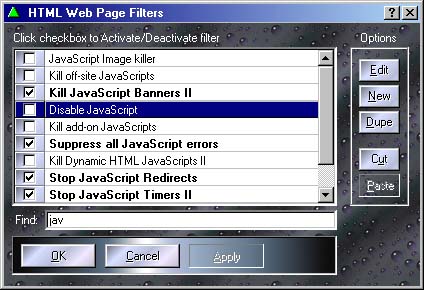 HTML Web Page Filters
Click checkbox to Activate/Deactivate filter
Options
JavaScript Image killer
Kill off-site JavaScripts
Kill JavaScript Banners II
Disable JavaScript
Kill add-on JavaScripts
Suppress all JavaScript errors
Kill Dynamic HTML JavaScripts II
Stop JavaScript Redirects
Stop JavaScript Timers II
Edit
New
Dupe
Cut
Paste
Find: jav
OK Cancel Apply